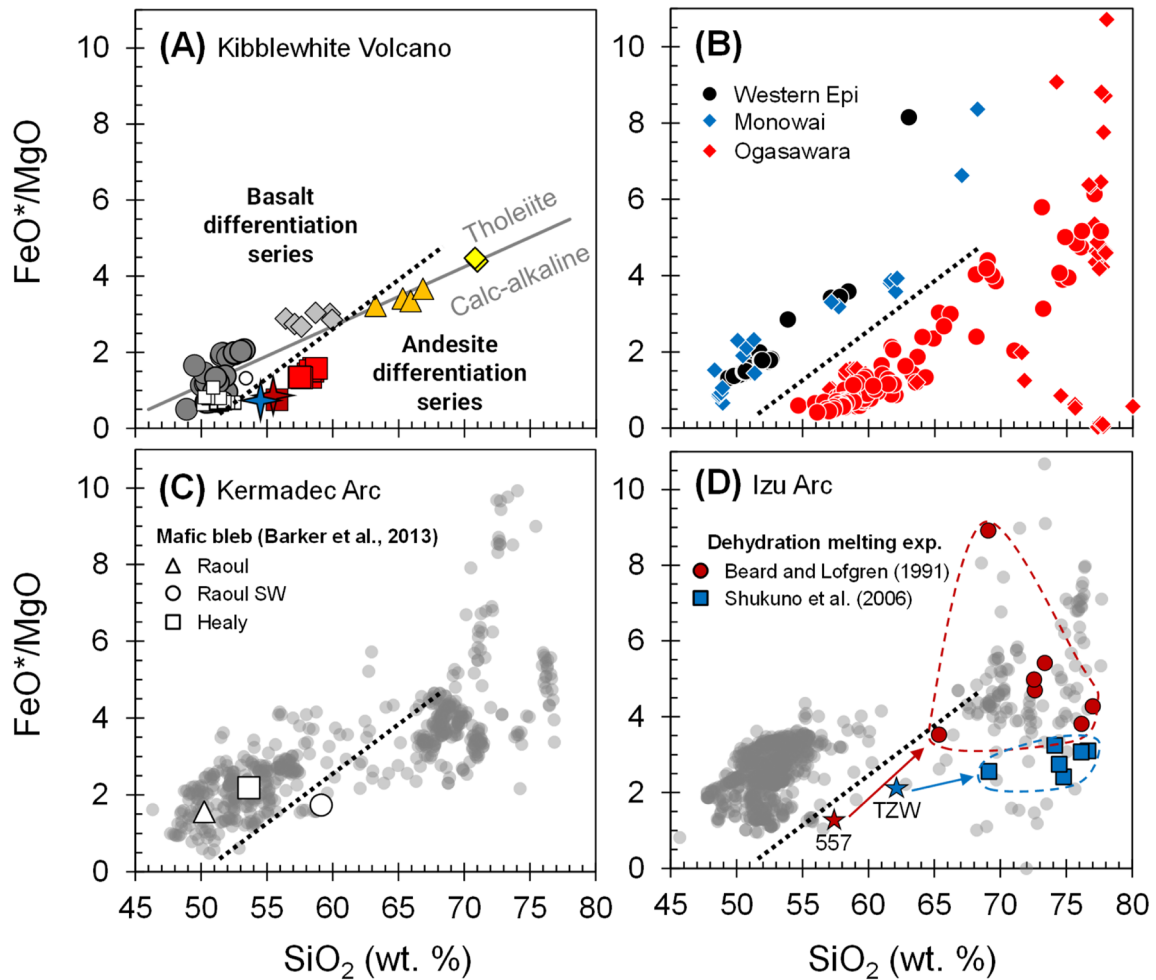 (A) Kibblewhite Volcano
FeO*/MgO
10
8
6
4
2
0
Basalt
differentiation
series
Tholeiite
Calc-alkaline
Andesite
differentiation
series
(B)
Western Epi
Monowai
Ogasawara
10
8
6
4
2
0
(C) Kermadec Arc
Mafic bleb (Barker et al., 2013)
Raoul
Raoul SW
Healy
FeO*/MgO
10
8
6
4
2
0
45 50 55 60 65 70 75 80
SiO2 (wt. %)
(D) Izu Arc
Dehydration melting exp.
Beard and Lofgren (1991)
Shukuno et al. (2006)
10
8
6
4
2
0
TZW
557
45 50 55 60 65 70 75 80
SiO2 (wt. %)